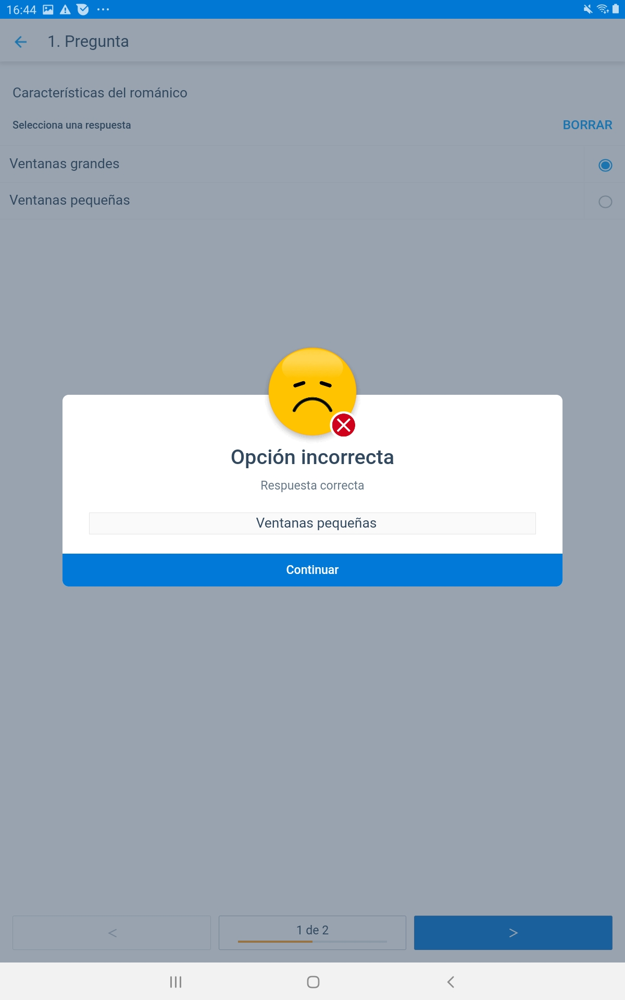 16:44
1. Pregunta
Características del románico
Selecciona una respuesta
BORRAR
Ventanas grandes
Ventanas pequeñas
Opción incorrecta
Respuesta correcta
Ventanas pequeñas
Continuar
<
1 de 2
>